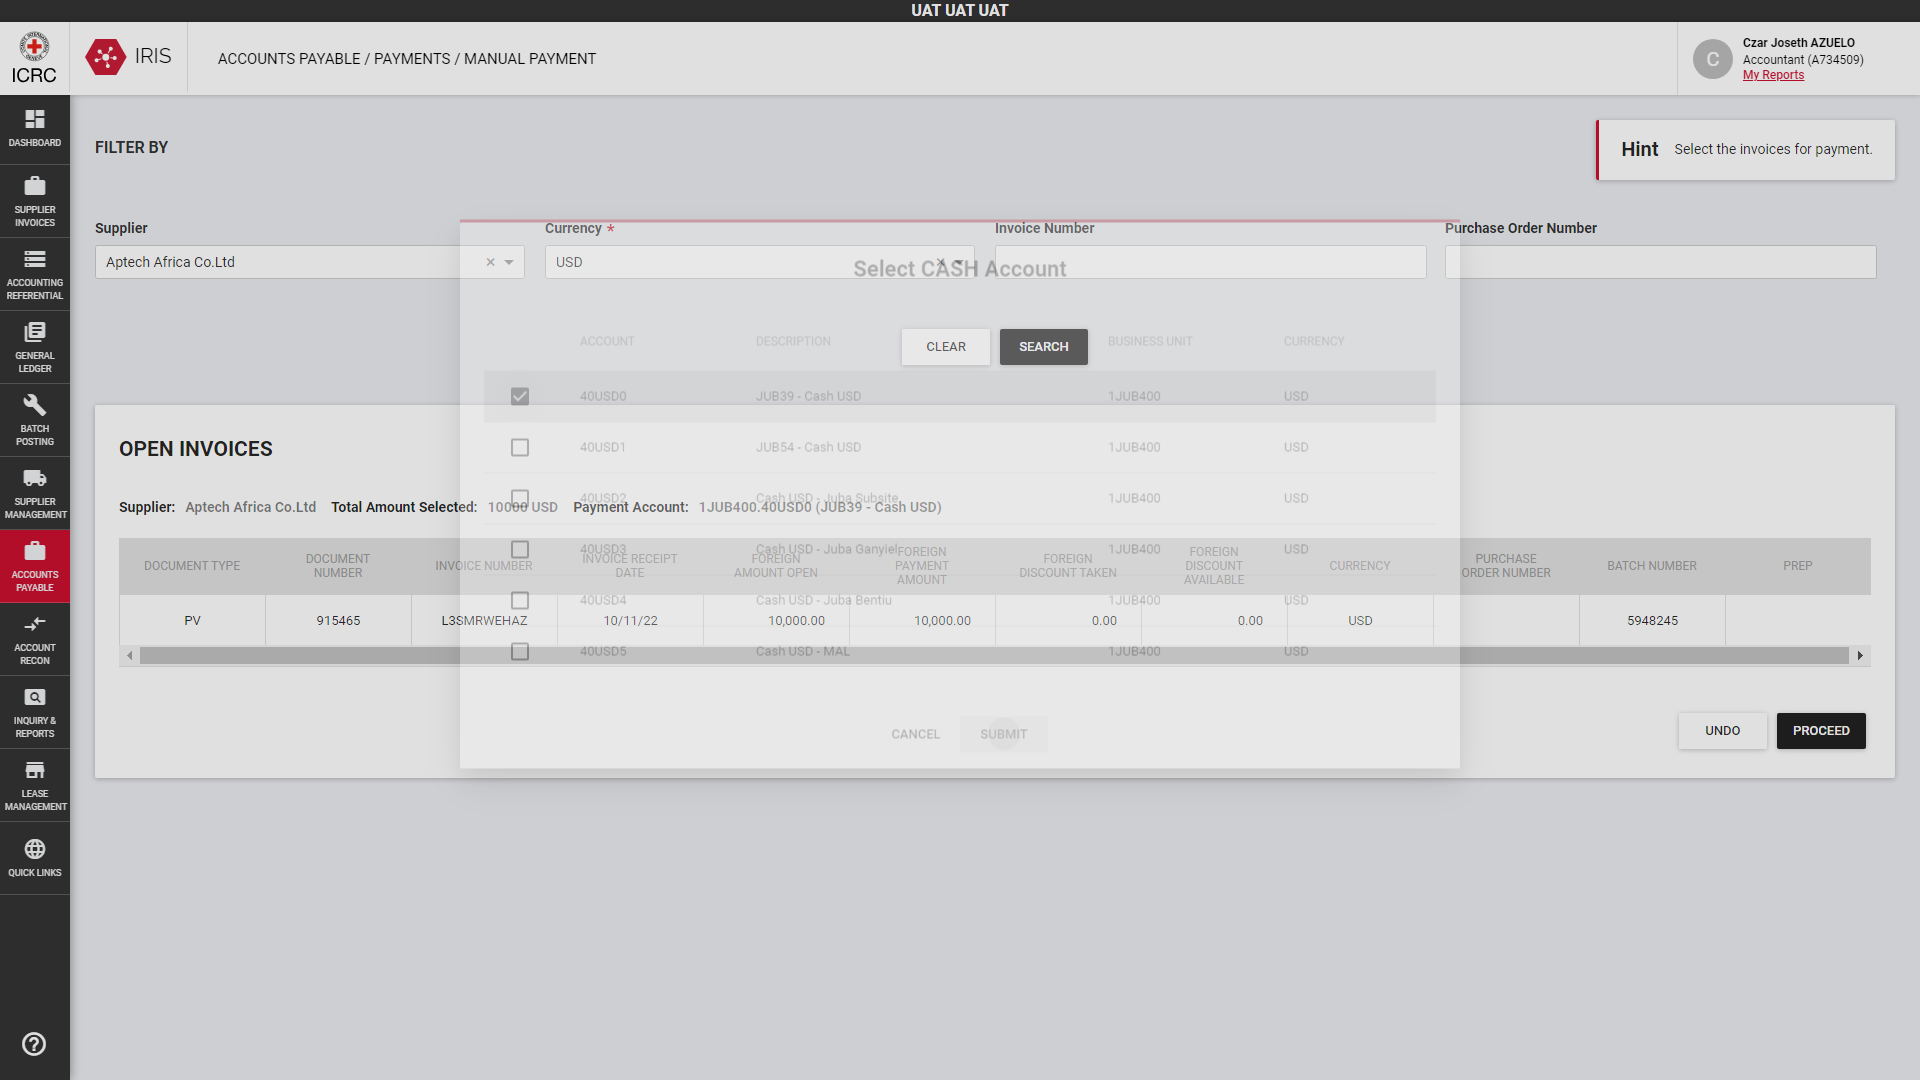 UAT UAT UAT
ICRC
IRIS
ACCOUNTS PAYABLE / PAYMENTS / MANUAL PAYMENT
C
Czar Joseth AZUELO
Accountant (A734509)
My Reports
DASHBOARD
SUPPLIER
INVOICES
ACCOUNTING
REFERENTIAL
GENERAL
LEDGER
BATCH
POSTING
SUPPLIER
MANAGEMENT
ACCOUNTS
PAYABLE
ACCOUNT
RECON
INQUIRY &
REPORTS
LEASE
MANAGEMENT
QUICK LINKS
FILTER BY
Hint Select the invoices for payment.
Supplier Currency * Invoice Number Purchase Order Number
Aptech Africa Co.Ltd USD
Select CASH Account
CLEAR SEARCH
ACCOUNT DESCRIPTION BUSINESS UNIT CURRENCY
40USD0 JUB39 - Cash USD 1JUB400 USD
40USD1 JUB54 - Cash USD 1JUB400 USD
40USD2 Cash USD - Juba Subsite 1JUB400 USD
40USD3 Cash USD - Juba Ganyiel 1JUB400 USD
40USD4 Cash USD - Juba Bentiu 1JUB400 USD
40USD5 Cash USD - MAL 1JUB400 USD
CANCEL SUBMIT
OPEN INVOICES
Supplier: Aptech Africa Co.Ltd Total Amount Selected: 10000 USD Payment Account: 1JUB400.40USD0 (JUB39 - Cash USD)
DOCUMENT TYPE DOCUMENT NUMBER INVOICE NUMBER INVOICE RECEIPT DATE FOREIGN AMOUNT OPEN FOREIGN PAYMENT AMOUNT FOREIGN DISCOUNT TAKEN FOREIGN DISCOUNT AVAILABLE CURRENCY PURCHASE ORDER NUMBER BATCH NUMBER PREP
PV 915465 L3SMRWEHAZ 10/11/22 10,000.00 10,000.00 0.00 0.00 USD 5948245
UNDO PROCEED